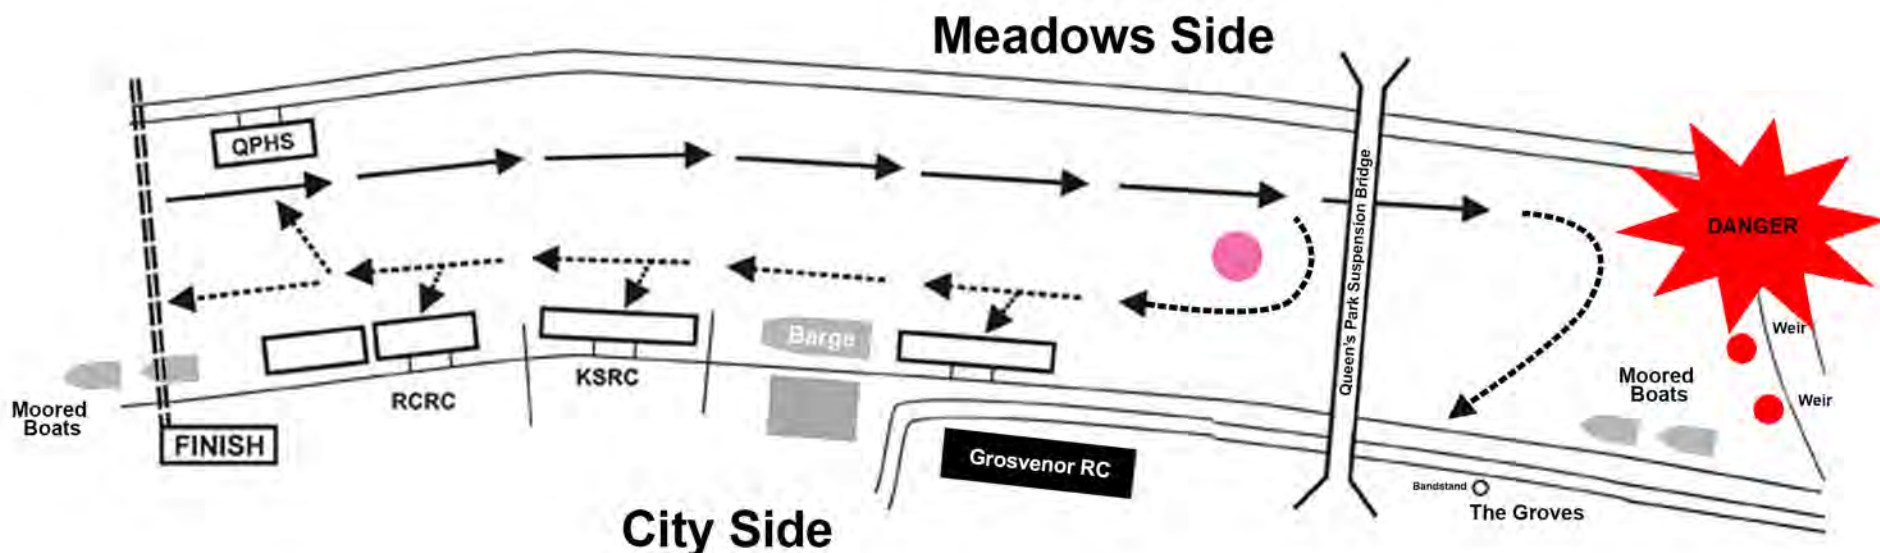 Meadows Side
QPHS
Queen's Park Suspension Bridge
DANGER
Weir
Barge
Moored
Boats
Weir
KSRC
RCRC
Moored
Boats
FINISH
Grosvenor RC
Bandstand
The Groves
City Side